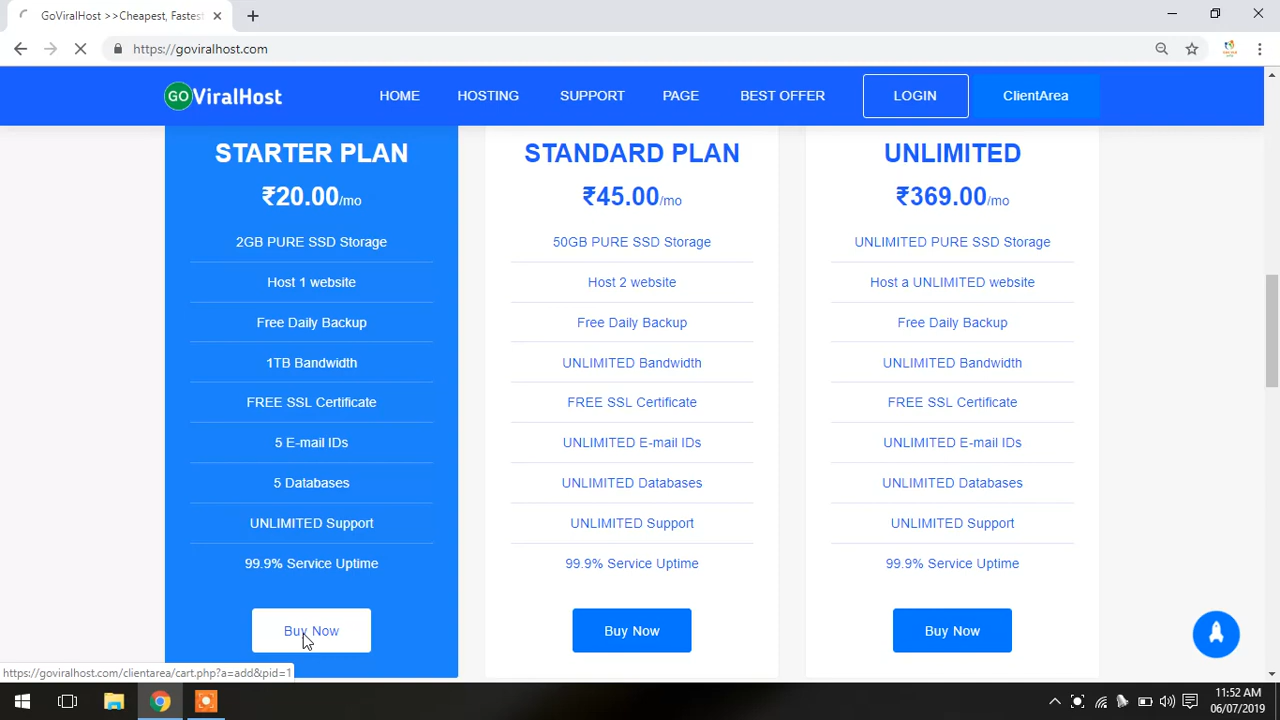 GoViralHost >>Cheapest, Fastest
https://goviralhost.com
GOViralHost
HOME
HOSTING
SUPPORT
PAGE
BEST OFFER
LOGIN
ClientArea
STARTER PLAN
₹20.00/mo
2GB PURE SSD Storage
Host 1 website
Free Daily Backup
1TB Bandwidth
FREE SSL Certificate
5 E-mail IDs
5 Databases
UNLIMITED Support
99.9% Service Uptime
Buy Now
STANDARD PLAN
₹45.00/mo
50GB PURE SSD Storage
Host 2 website
Free Daily Backup
UNLIMITED Bandwidth
FREE SSL Certificate
UNLIMITED E-mail IDs
UNLIMITED Databases
UNLIMITED Support
99.9% Service Uptime
Buy Now
UNLIMITED
₹369.00/mo
UNLIMITED PURE SSD Storage
Host a UNLIMITED website
Free Daily Backup
UNLIMITED Bandwidth
FREE SSL Certificate
UNLIMITED E-mail IDs
UNLIMITED Databases
UNLIMITED Support
99.9% Service Uptime
Buy Now
https://goviralhost.com/clientarea/cart.php?a=add&pid=1
11:52 AM
06/07/2019